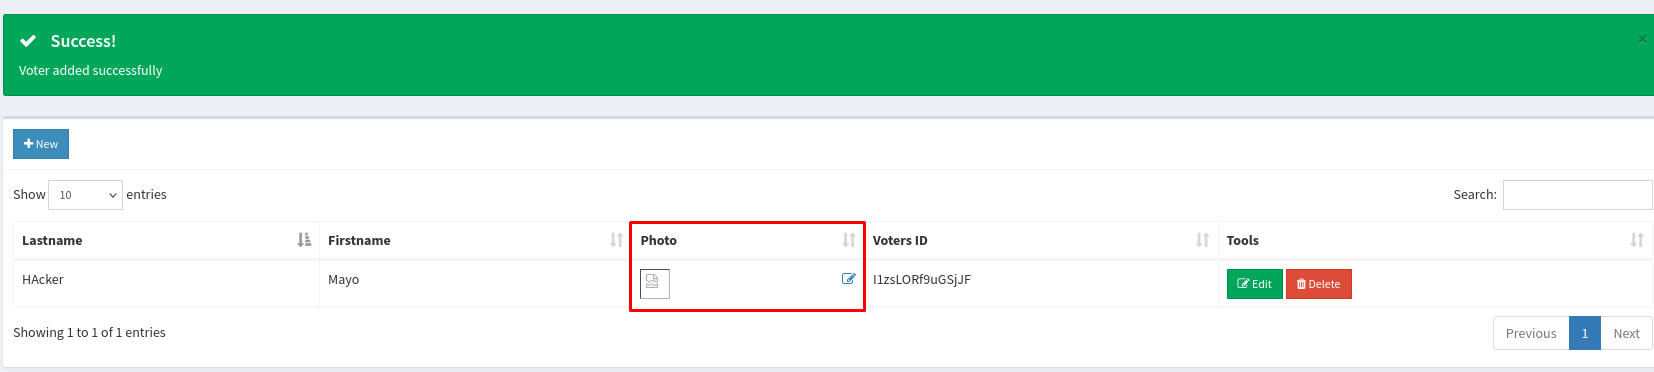 Success!
×
Voter added successfully
New
Show 10 entries
Search:
Lastname Firstname Photo Voters ID Tools
HAcker Mayo I1zsLORf9uGSjJF Edit Delete
Showing 1 to 1 of 1 entries
Previous 1 Next